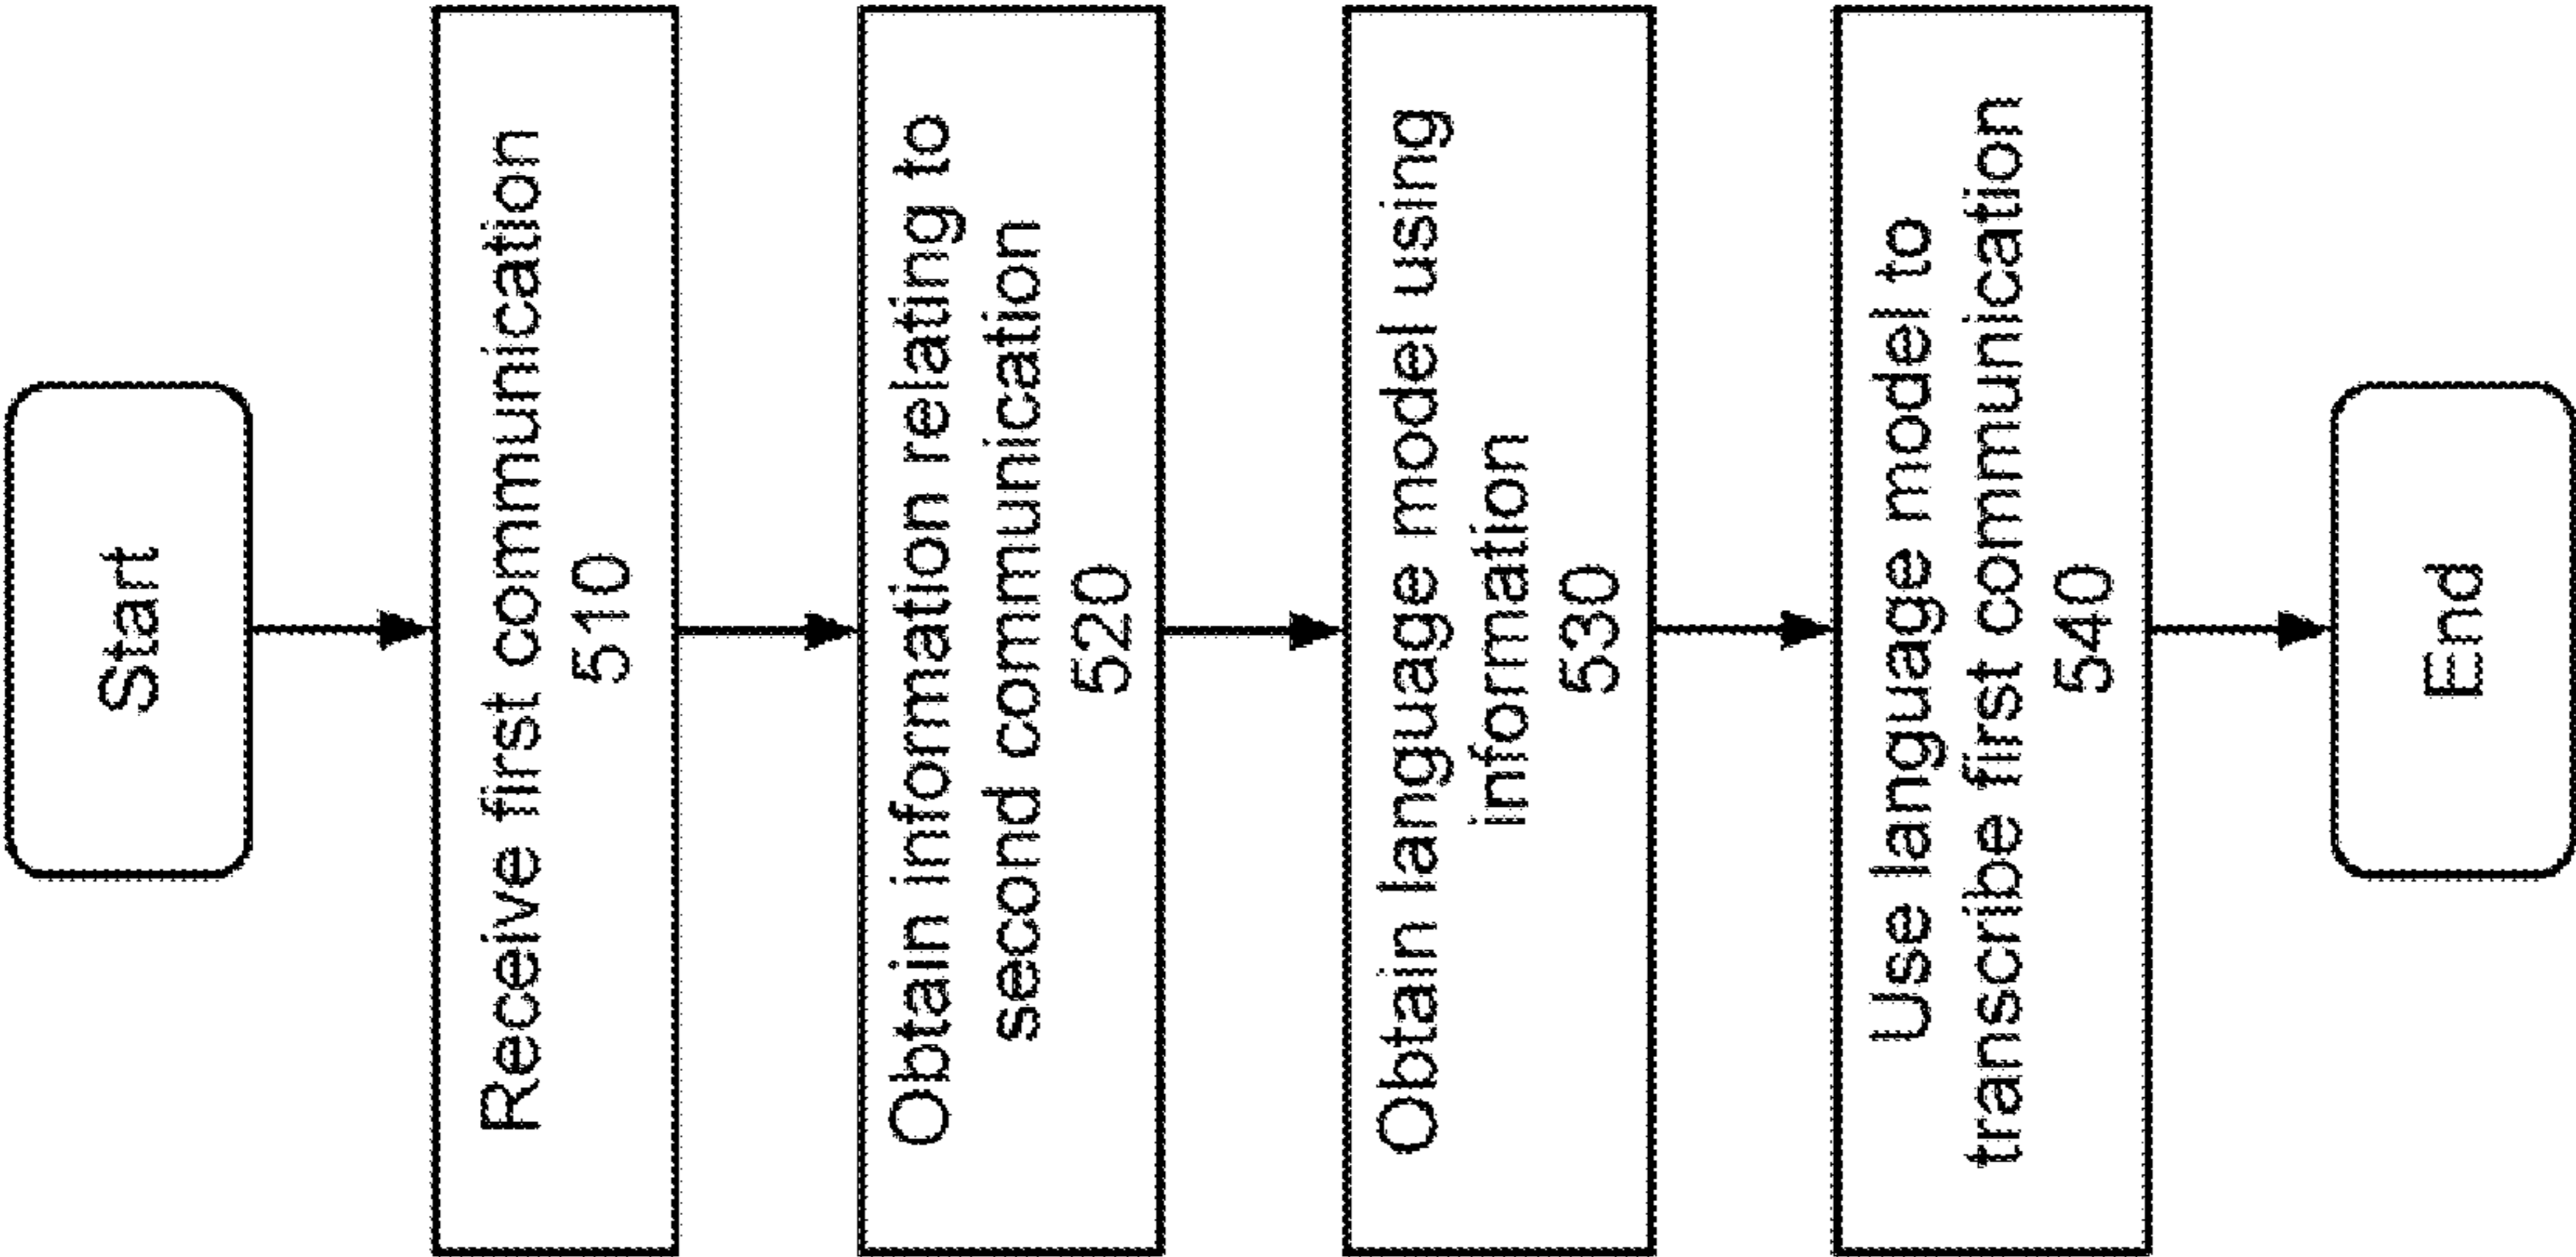 Start
Receive first communication
510
Obtain information relating to
second communication
520
Obtain language model using
information
530
Use language model to
transcribe first communication
540
End